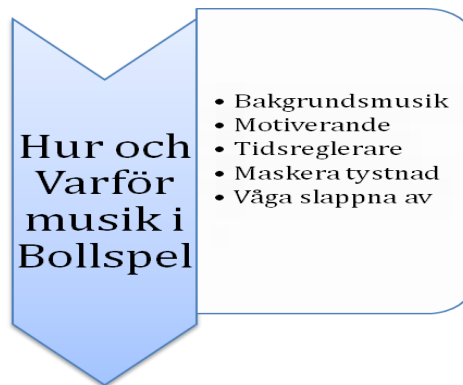 Hur och
Varför
musik i
Bollspel
• Bakgrundsmusik
• Motiverande
• Tidsreglerare
• Maskera tystnad
• Våga slappna av